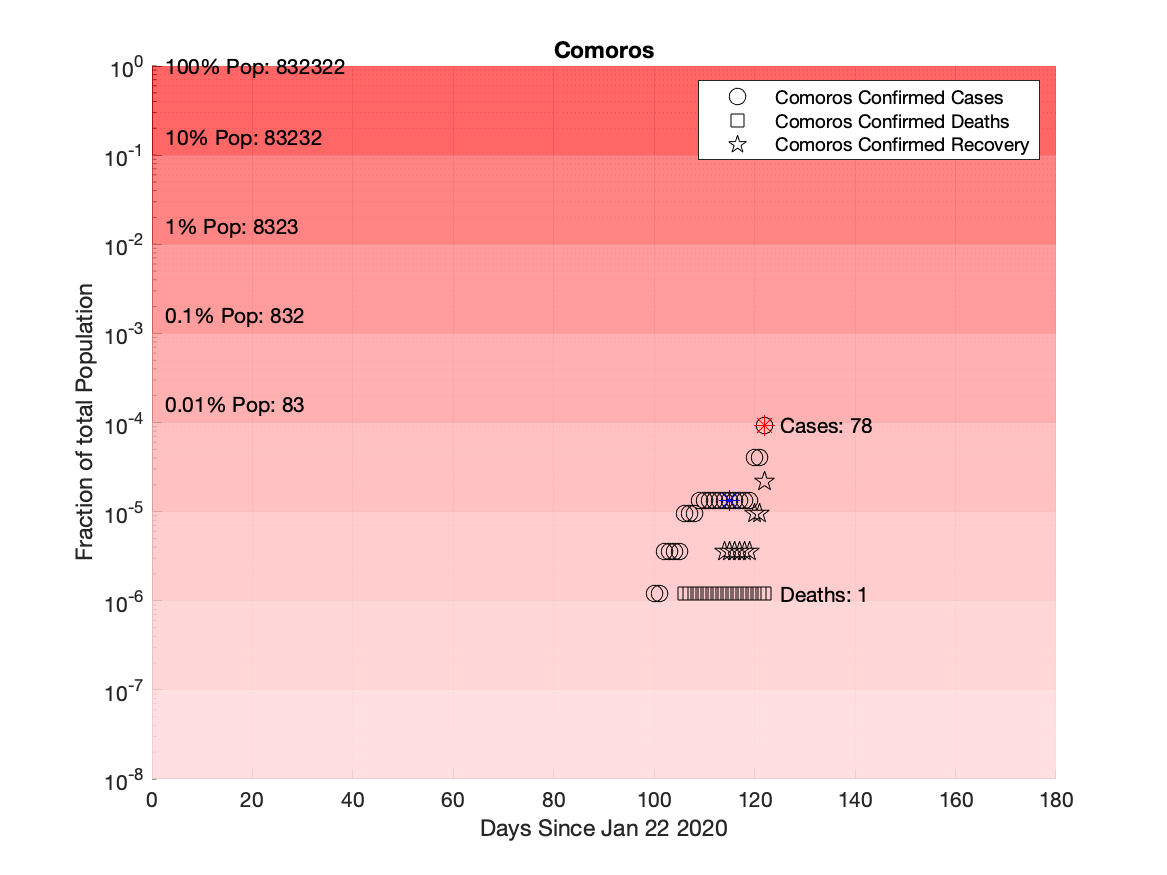 Comoros
10^0
100% Pop: 832322
Comoros Confirmed Cases
Comoros Confirmed Deaths
Comoros Confirmed Recovery
10% Pop: 83232
10^-1
1% Pop: 8323
10^-2
0.1% Pop: 832
10^-3
0.01% Pop: 83
10^-4
Cases: 78
10^-5
Deaths: 1
10^-6
10^-7
10^-8
Fraction of total Population
0 20 40 60 80 100 120 140 160 180
Days Since Jan 22 2020